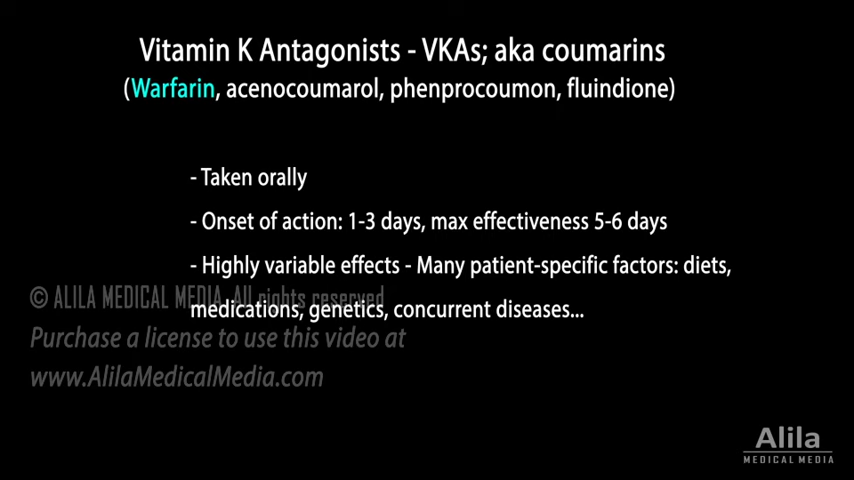 Vitamin K Antagonists - VKAs; aka coumarins
(Warfarin, acenocoumarol, phenprocoumon, fluindione)
- Taken orally
- Onset of action: 1-3 days, max effectiveness 5-6 days
- Highly variable effects - Many patient-specific factors: diets,
medications, genetics, concurrent diseases...
© ALILA MEDICAL MEDIA. All rights reserved
Purchase a license to use this video at
www.AlilaMedicalMedia.com
Alila
MEDICAL MEDIA